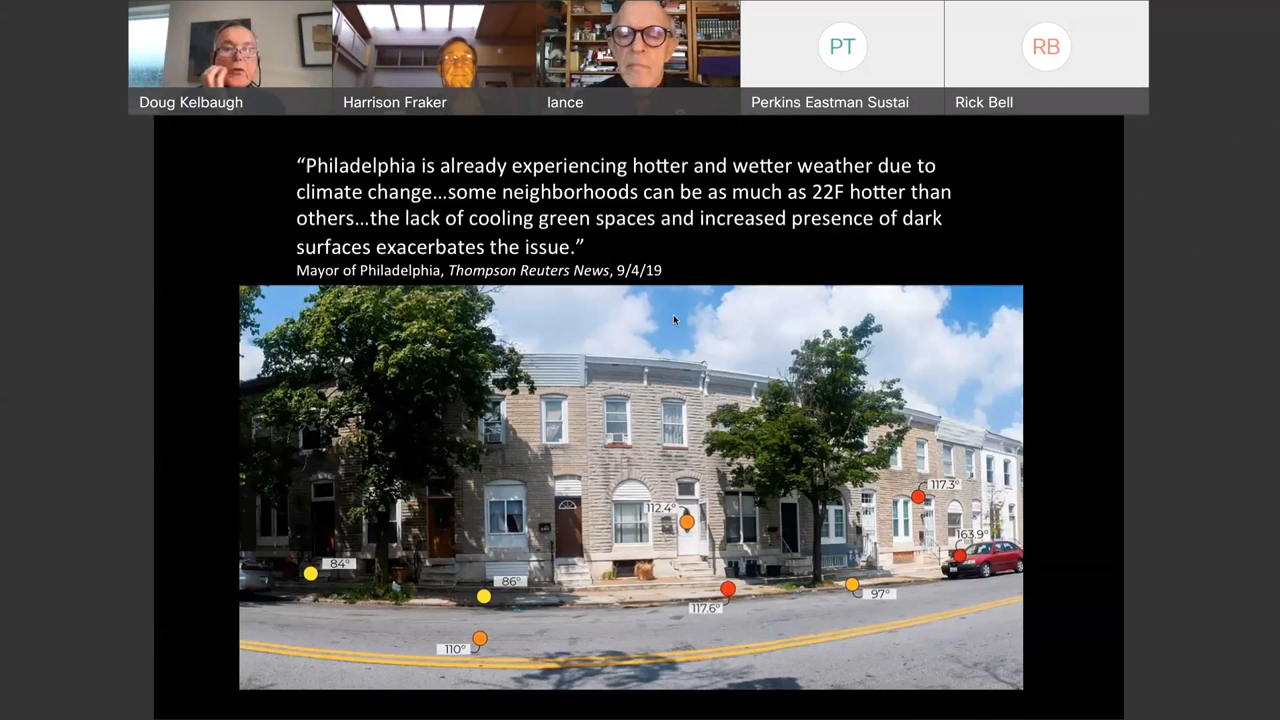 PT
RB
Doug Kelbaugh
Harrison Fraker
lance
Perkins Eastman Sustai
Rick Bell
“Philadelphia is already experiencing hotter and wetter weather due to
climate change...some neighborhoods can be as much as 22F hotter than
others...the lack of cooling green spaces and increased presence of dark
surfaces exacerbates the issue.”
Mayor of Philadelphia, Thompson Reuters News, 9/4/19
117.3°
112.4°
163.9°
84°
86°
97°
117.6°
110°